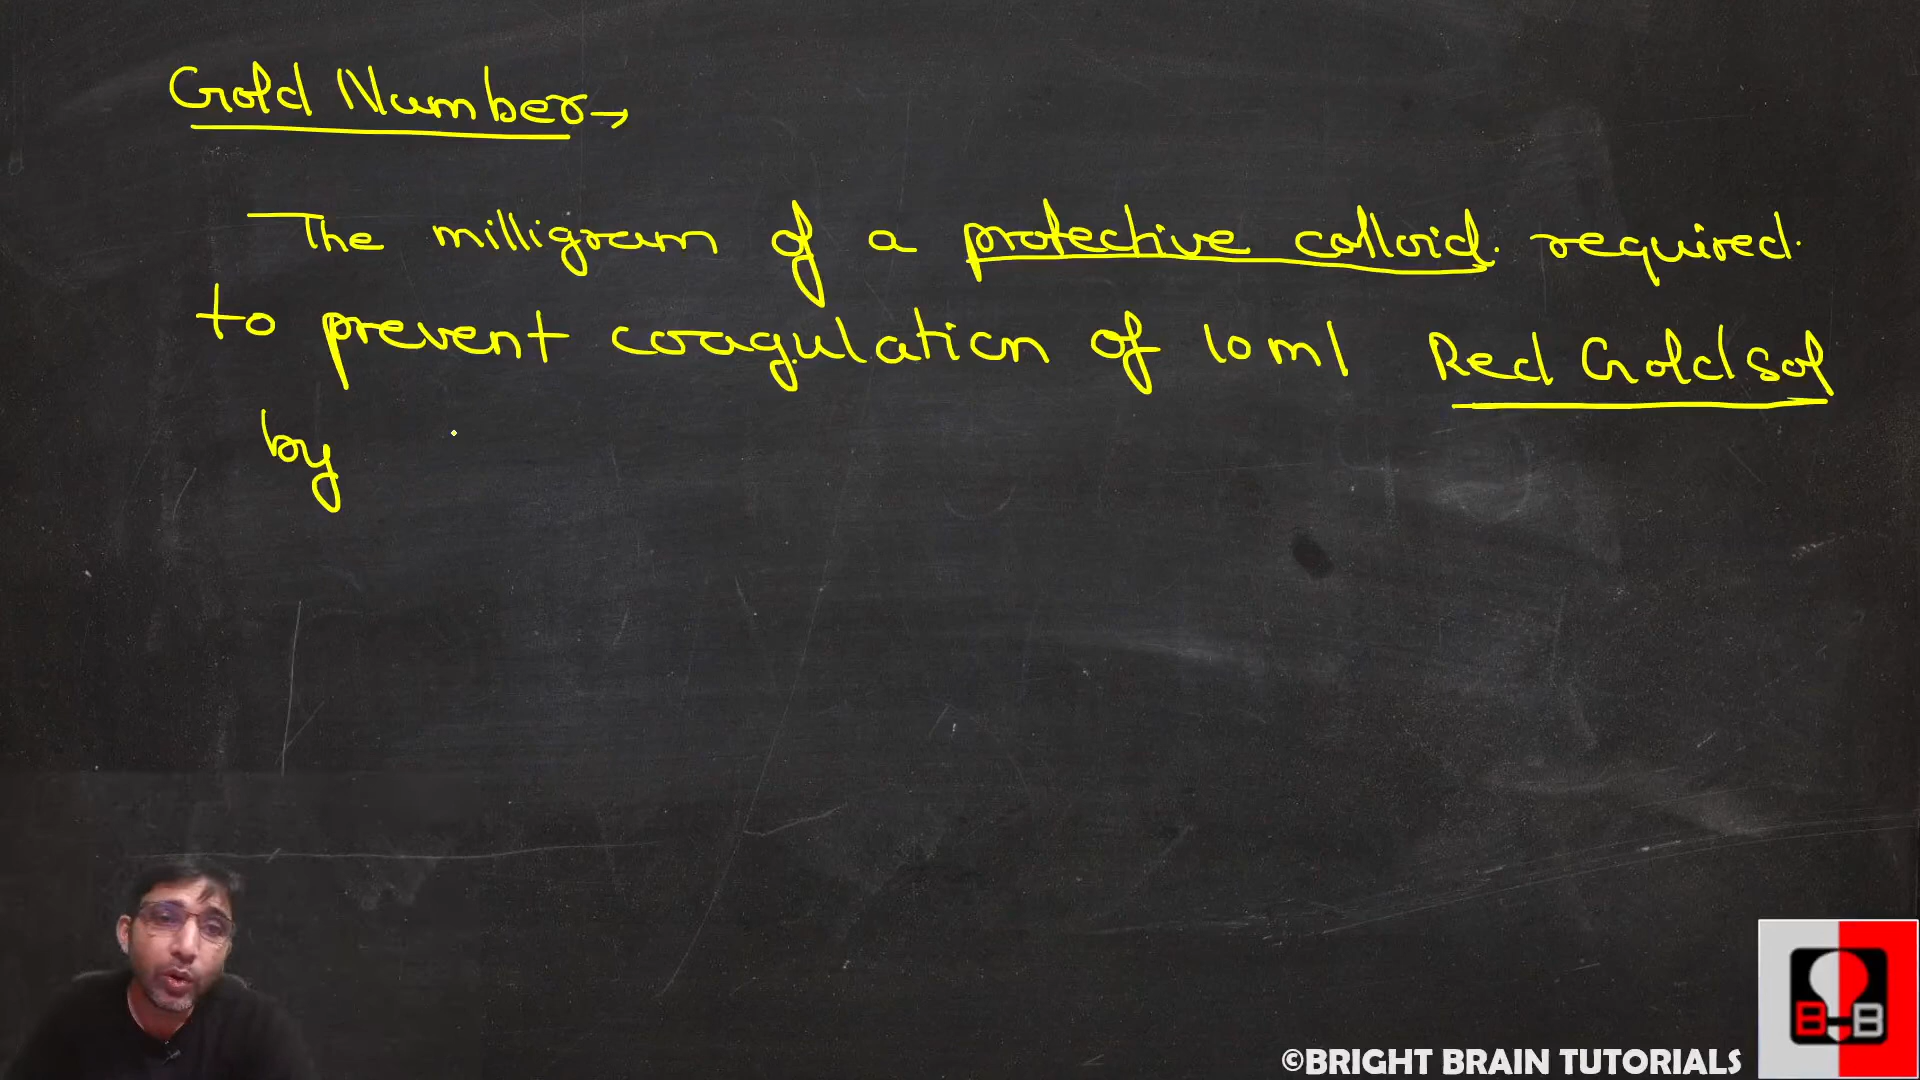 Gold Number→
The milligram of a protective colloid required
to prevent coagulation of 10 ml Red Gold sol
by
B B
©BRIGHT BRAIN TUTORIALS